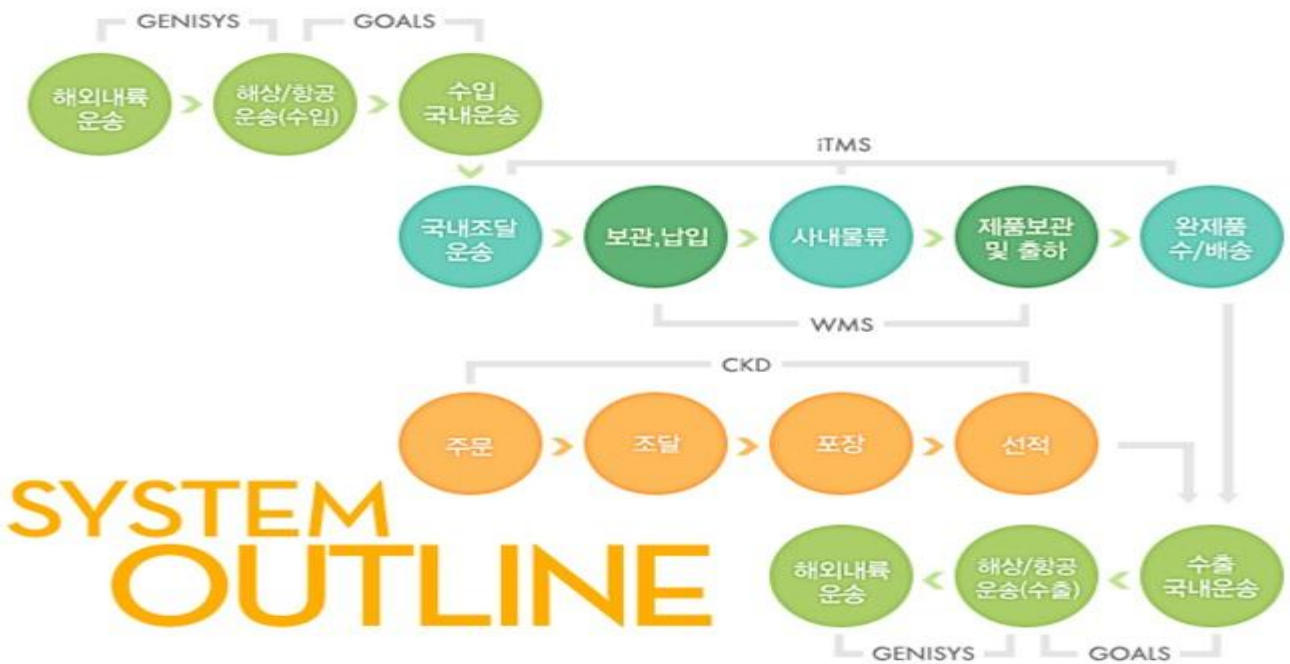 GENISYS
GOALS
해외내륙
운송
해상/항공
운송(수입)
수입
국내운송
iTMS
국내조달
운송
보관,납입
사내물류
제품보관
및 출하
완제품
수/배송
WMS
CKD
주문
조달
포장
선적
SYSTEM
OUTLINE
해외내륙
운송
해상/항공
운송(수출)
수출
국내운송
GENISYS
GOALS